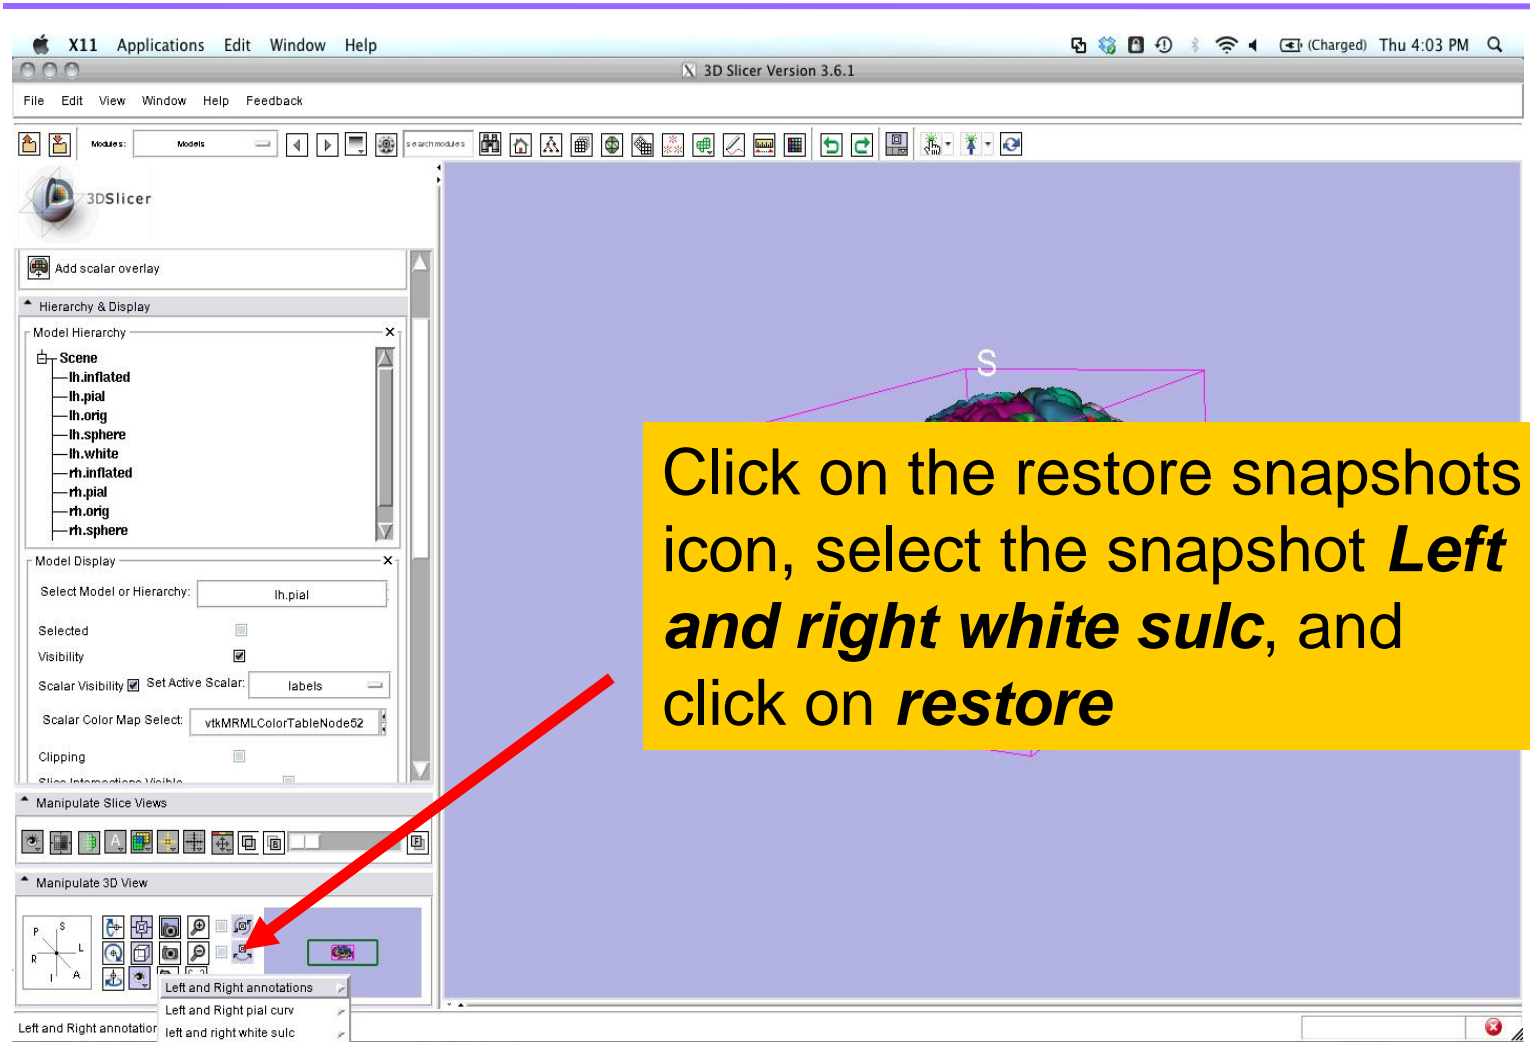 X11 Applications Edit Window Help
(Charged) Thu 4:03 PM
X 3D Slicer Version 3.6.1
File Edit View Window Help Feedback
Modules: Models search modules
3DSlicer
Add scalar overlay
Hierarchy & Display
Model Hierarchy
Scene
lh.inflated
lh.pial
lh.orig
lh.sphere
lh.white
rh.inflated
rh.pial
rh.orig
rh.sphere
Model Display
Select Model or Hierarchy: lh.pial
Selected
Visibility
Scalar Visibility Set Active Scalar: labels
Scalar Color Map Select: vtkMRMLColorTableNode52
Clipping
Slice Intersections Visible
Manipulate Slice Views
Manipulate 3D View
P S
R L
I A
Left and Right annotations
Left and Right pial curv
left and right white sulc
Left and Right annotation
S
Click on the restore snapshots
icon, select the snapshot Left
and right white sulc, and
click on restore